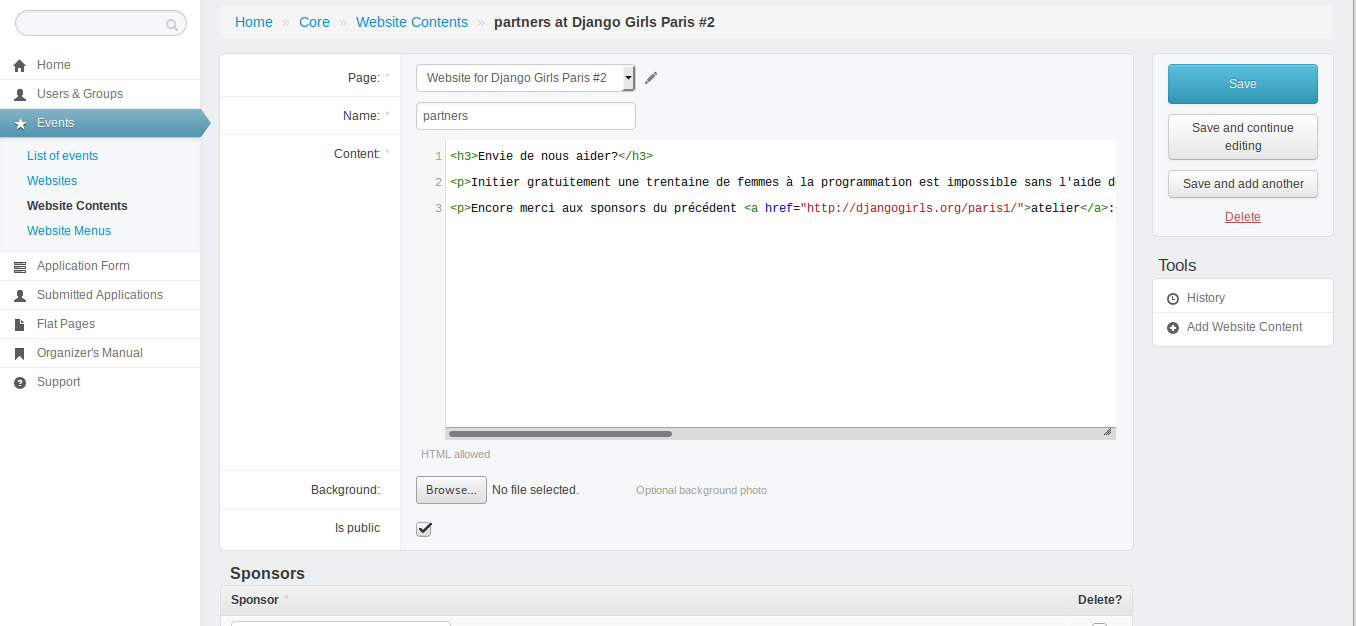 Home » Core » Website Contents » partners at Django Girls Paris #2
Home
Users & Groups
Events
List of events
Websites
Website Contents
Website Menus
Application Form
Submitted Applications
Flat Pages
Organizer's Manual
Support
Page: *
Website for Django Girls Paris #2
Name: *
partners
Content: *
1 <h3>Envie de nous aider?</h3>
2 <p>Initier gratuitement une trentaine de femmes à la programmation est impossible sans l'aide d
3 <p>Encore merci aux sponsors du précédent <a href="http://djangogirls.org/paris1/">atelier</a>:
HTML allowed
Background:
Browse... No file selected.
Optional background photo
Is public
Sponsors
Sponsor *
Delete?
Save
Save and continue
editing
Save and add another
Delete
Tools
History
Add Website Content